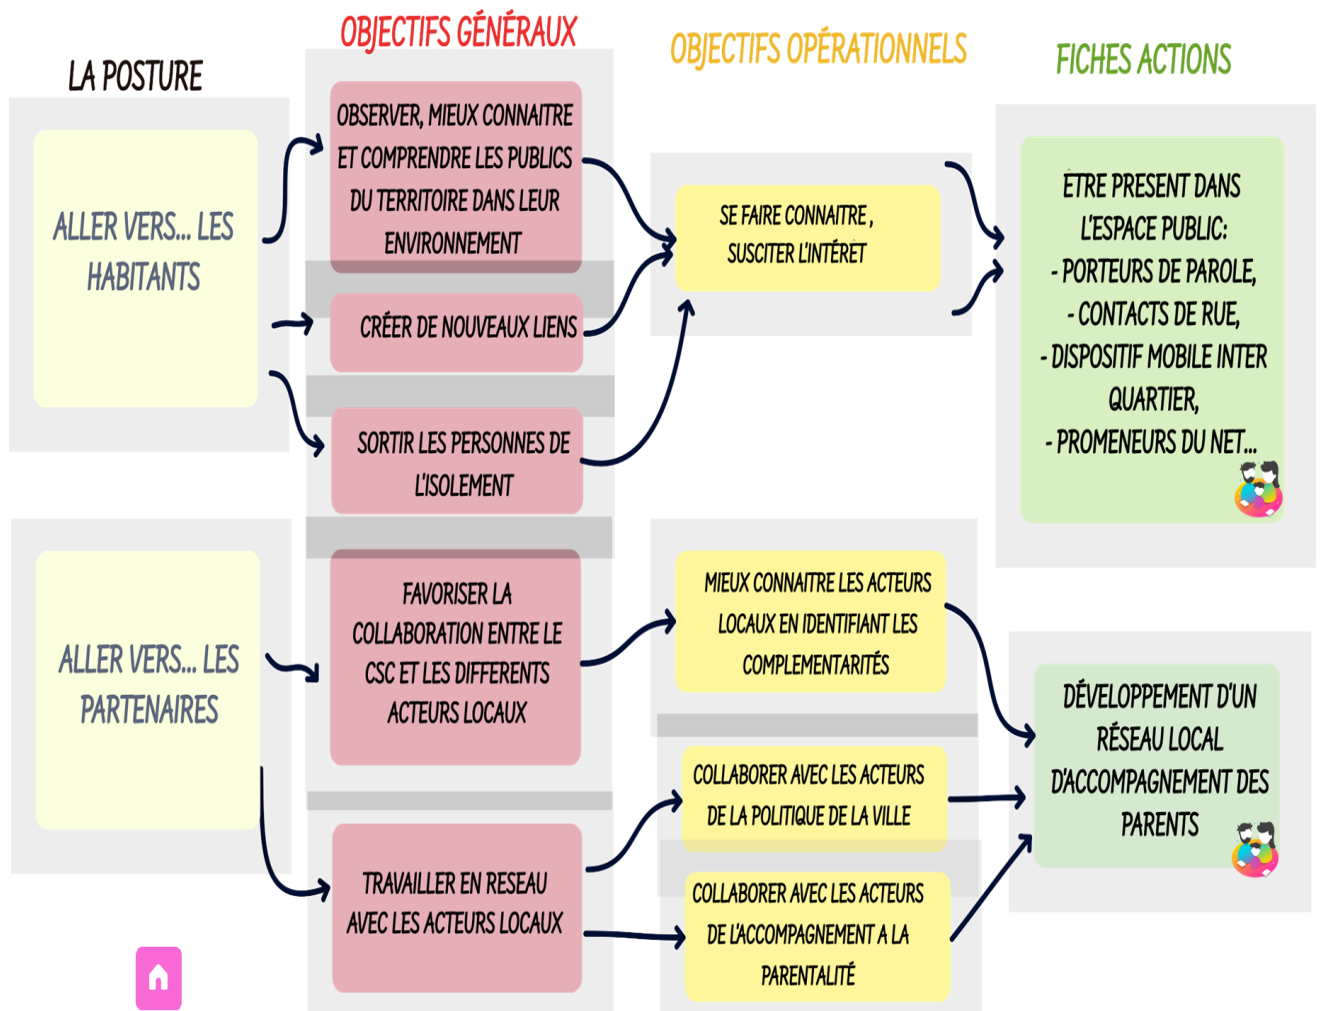 LA POSTURE
OBJECTIFS GÉNÉRAUX
OBJECTIFS OPÉRATIONNELS
FICHES ACTIONS
ALLER VERS... LES
HABITANTS
OBSERVER, MIEUX CONNAITRE
ET COMPRENDRE LES PUBLICS
DU TERRITOIRE DANS LEUR
ENVIRONNEMENT
CRÉER DE NOUVEAUX LIENS
SORTIR LES PERSONNES DE
L'ISOLEMENT
SE FAIRE CONNAITRE ,
SUSCITER L'INTÉRÊT
ÊTRE PRESENT DANS
L'ESPACE PUBLIC:
- PORTEURS DE PAROLE,
- CONTACTS DE RUE,
- DISPOSITIF MOBILE INTER
QUARTIER,
- PROMENEURS DU NET...
ALLER VERS... LES
PARTENAIRES
FAVORISER LA
COLLABORATION ENTRE LE
CSC ET LES DIFFERENTS
ACTEURS LOCAUX
TRAVAILLER EN RESEAU
AVEC LES ACTEURS LOCAUX
MIEUX CONNAITRE LES ACTEURS
LOCAUX EN IDENTIFIANT LES
COMPLEMENTARITÉS
COLLABORER AVEC LES ACTEURS
DE LA POLITIQUE DE LA VILLE
COLLABORER AVEC LES ACTEURS
DE L'ACCOMPAGNEMENT A LA
PARENTALITÉ
DÉVELOPPEMENT D'UN
RÉSEAU LOCAL
D'ACCOMPAGNEMENT DES
PARENTS